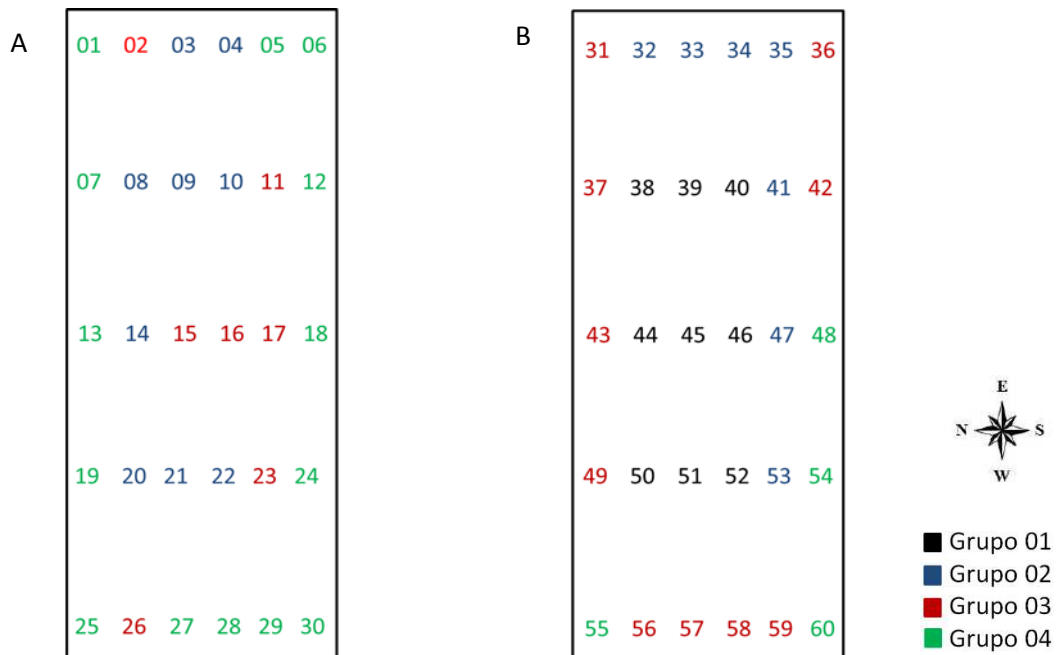 A
01 02 03 04 05 06
07 08 09 10 11 12
13 14 15 16 17 18
19 20 21 22 23 24
25 26 27 28 29 30
B
31 32 33 34 35 36
37 38 39 40 41 42
43 44 45 46 47 48
49 50 51 52 53 54
55 56 57 58 59 60
E
N S
W
Grupo 01
Grupo 02
Grupo 03
Grupo 04